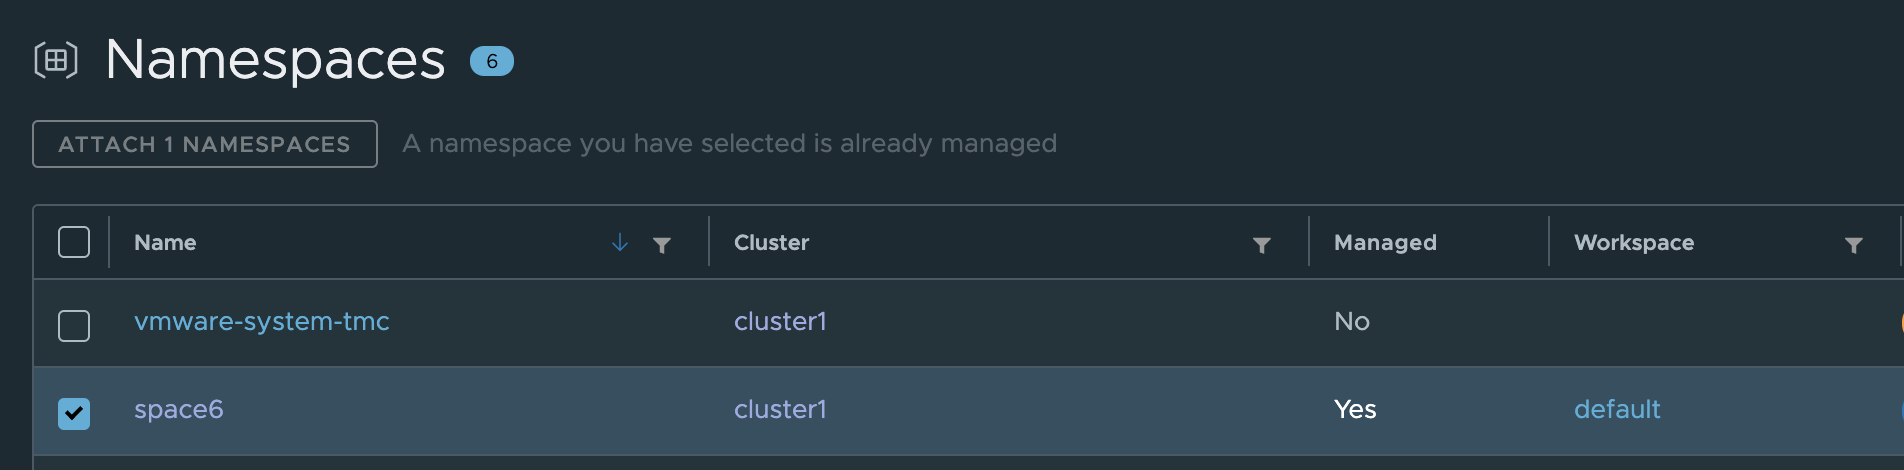 Namespaces 6
ATTACH 1 NAMESPACES A namespace you have selected is already managed
Name Cluster Managed Workspace
vmware-system-tmc cluster1 No
space6 cluster1 Yes default